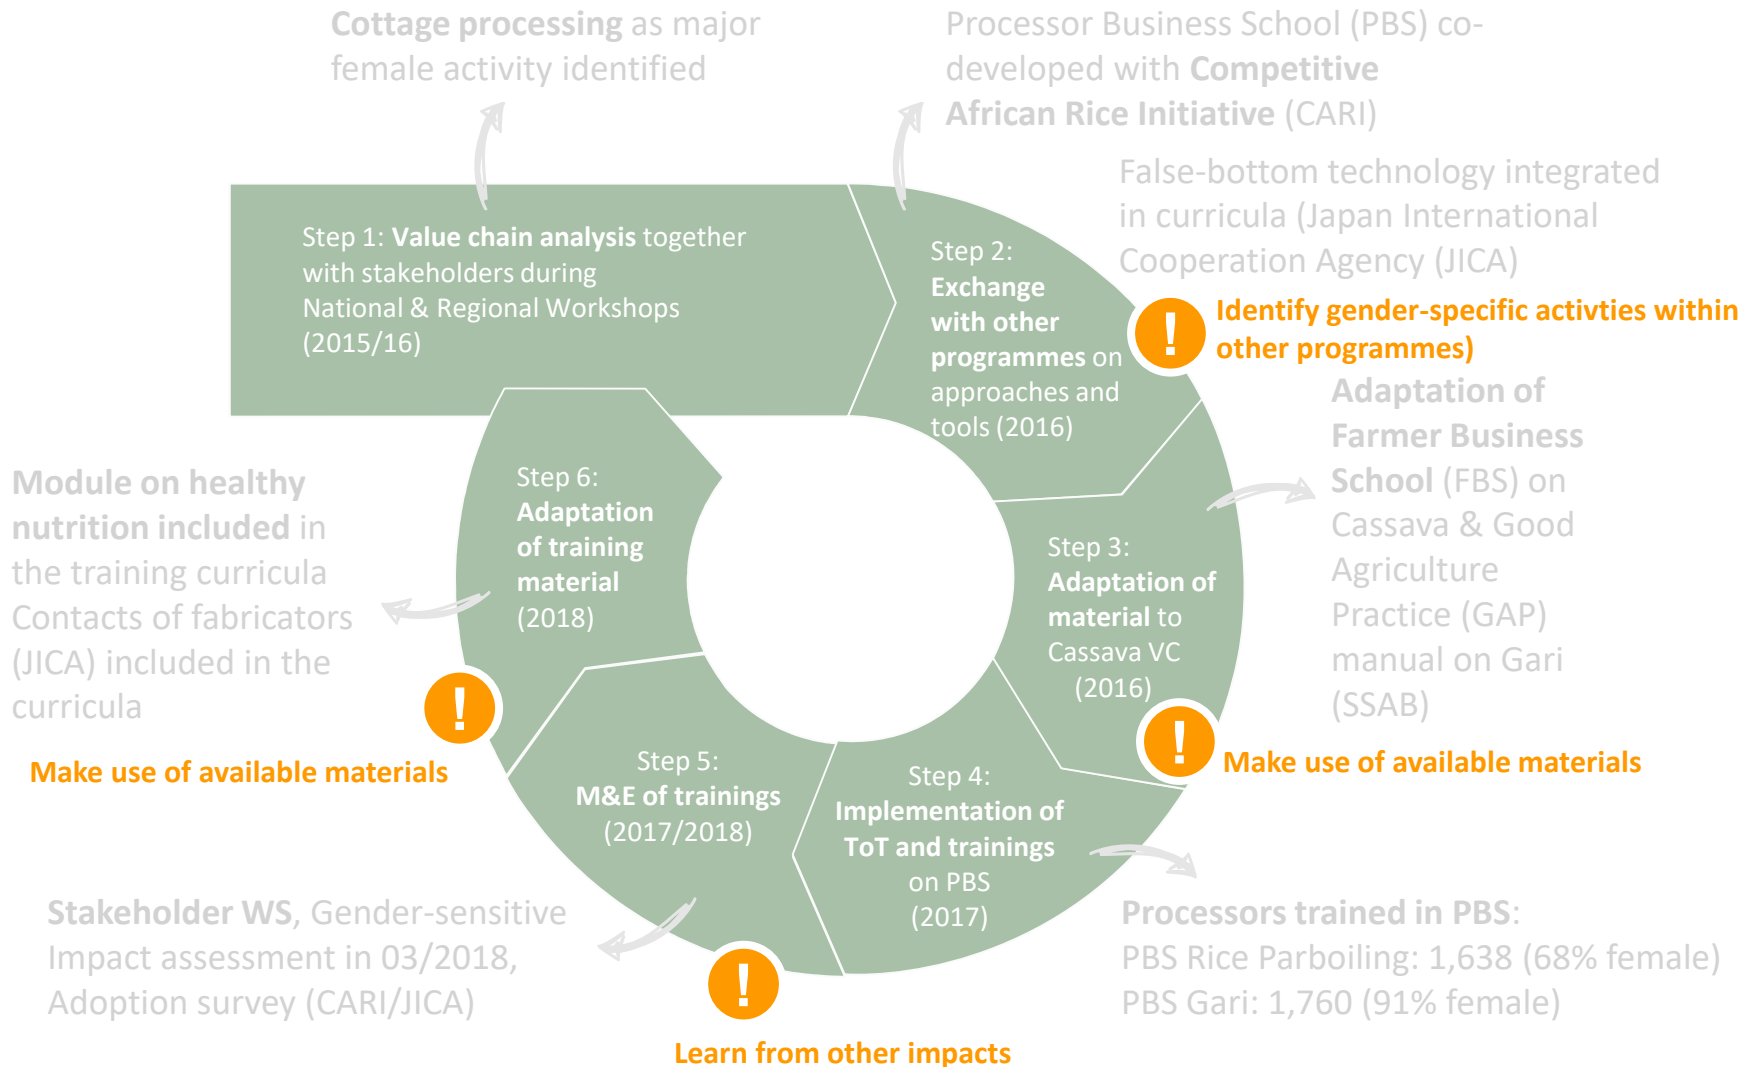 Cottage processing as major
female activity identified
Processor Business School (PBS) co-
developed with Competitive
African Rice Initiative (CARI)
False-bottom technology integrated
in curricula (Japan International
Cooperation Agency (JICA)
Step 1: Value chain analysis together
with stakeholders during
National & Regional Workshops
(2015/16)
Step 2:
Exchange
with other
programmes on
approaches and
tools (2016)
!
Identify gender-specific activties within
other programmes)
Adaptation of
Farmer Business
School (FBS) on
Cassava & Good
Agriculture
Practice (GAP)
manual on Gari
(SSAB)
Step 3:
Adaptation of
material to
Cassava VC
(2016)
!
Make use of available materials
Step 4:
Implementation of
ToT and trainings
on PBS
(2017)
Processors trained in PBS:
PBS Rice Parboiling: 1,638 (68% female)
PBS Gari: 1,760 (91% female)
Step 5:
M&E of trainings
(2017/2018)
Stakeholder WS, Gender-sensitive
Impact assessment in 03/2018,
Adoption survey (CARI/JICA)
!
Learn from other impacts
Step 6:
Adaptation
of training
material
(2018)
Module on healthy
nutrition included in
the training curricula
Contacts of fabricators
(JICA) included in the
curricula
!
Make use of available materials